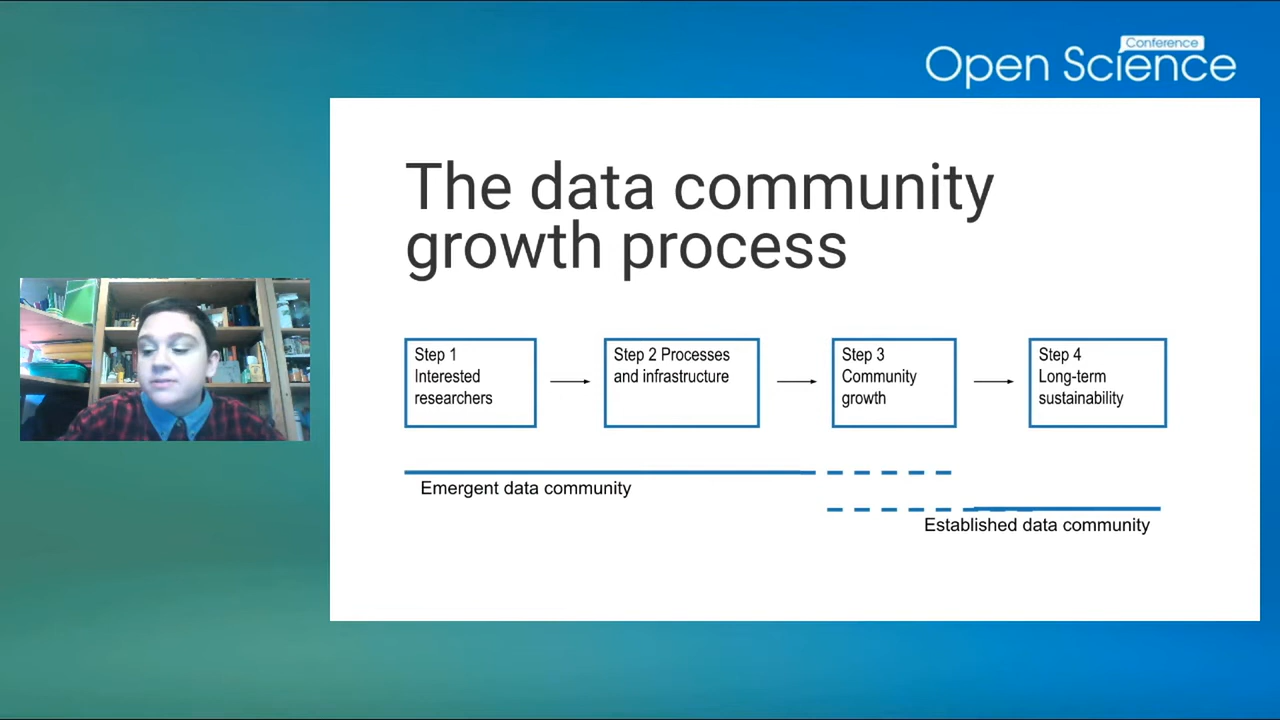 Conference
Open Science
The data community
growth process
Step 1
Interested
researchers
Step 2 Processes
and infrastructure
Step 3
Community
growth
Step 4
Long-term
sustainability
Emergent data community
Established data community